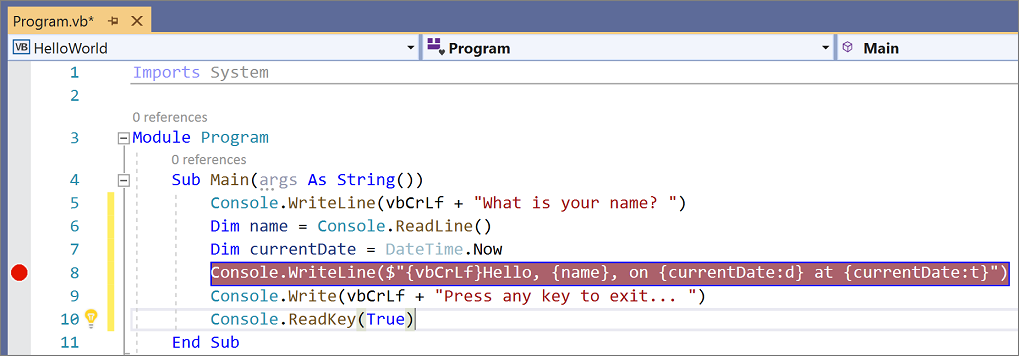 Program.vb*
VB HelloWorld Program Main
1 Imports System
2
0 references
3 Module Program
0 references
4 Sub Main(args As String())
5 Console.WriteLine(vbCrLf + "What is your name? ")
6 Dim name = Console.ReadLine()
7 Dim currentDate = DateTime.Now
8 Console.WriteLine($"{vbCrLf}Hello, {name}, on {currentDate:d} at {currentDate:t}")
9 Console.Write(vbCrLf + "Press any key to exit... ")
10 Console.ReadKey(True)
11 End Sub